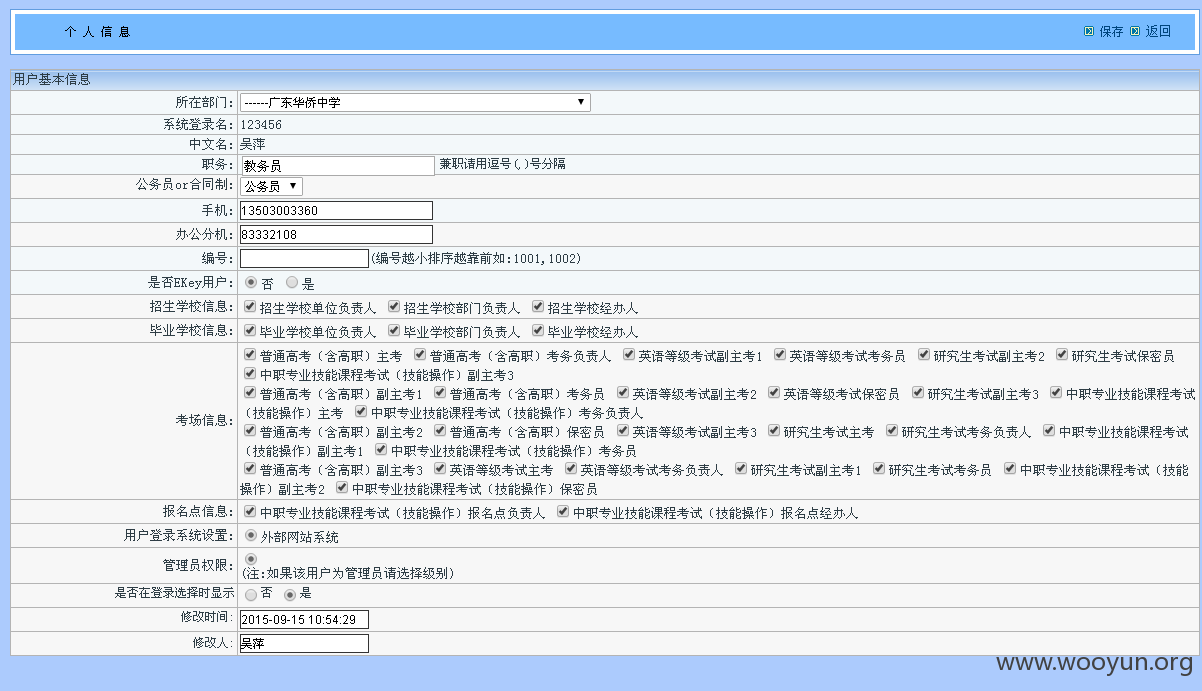 个 人 信 息 保存 返回
用户基本信息
所在部门: ------广东华侨中学
系统登录名: 123456
中文名: 吴萍
职务: 教务员 兼职请用逗号(,)号分隔
公务员or合同制: 公务员
手机: 13503003360
办公分机: 83332108
编号: (编号越小排序越靠前如:1001,1002)
是否EKey用户: 否 是
招生学校信息: 招生学校单位负责人 招生学校部门负责人 招生学校经办人
毕业学校信息: 毕业学校单位负责人 毕业学校部门负责人 毕业学校经办人
普通高考（含高职）主考 普通高考（含高职）考务负责人 英语等级考试副主考1 英语等级考试考务员 研究生考试副主考2 研究生考试保密员
中职专业技能课程考试（技能操作）副主考3
普通高考（含高职）副主考1 普通高考（含高职）考务员 英语等级考试副主考2 英语等级考试保密员 研究生考试副主考3 中职专业技能课程考试
考场信息: （技能操作）主考 中职专业技能课程考试（技能操作）考务负责人
普通高考（含高职）副主考2 普通高考（含高职）保密员 英语等级考试副主考3 研究生考试主考 研究生考试考务负责人 中职专业技能课程考试
（技能操作）副主考1 中职专业技能课程考试（技能操作）考务员
普通高考（含高职）副主考3 英语等级考试主考 英语等级考试考务负责人 研究生考试副主考1 研究生考试考务员 中职专业技能课程考试（技能
操作）副主考2 中职专业技能课程考试（技能操作）保密员
报名点信息: 中职专业技能课程考试（技能操作）报名点负责人 中职专业技能课程考试（技能操作）报名点经办人
用户登录系统设置: 外部网站系统
管理员权限:
(注:如果该用户为管理员请选择级别)
是否在登录选择时显示 否 是
修改时间: 2015-09-15 10:54:29
修改人: 吴萍
www.wooyun.org